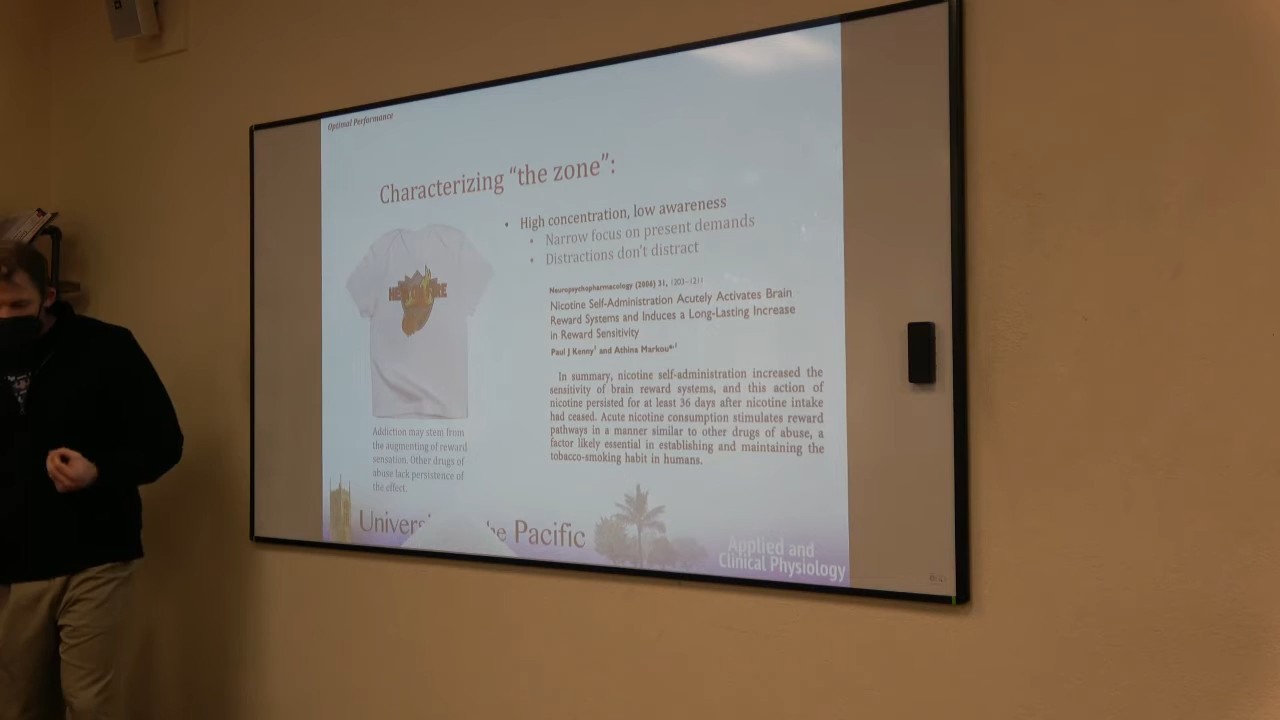 Optimal Performance
Characterizing “the zone”:
• High concentration, low awareness
• Narrow focus on present demands
• Distractions don't distract
Neuropsychopharmacology (2006) 31, 1203–1211
Nicotine Self-Administration Acutely Activates Brain
Reward Systems and Induces a Long-Lasting Increase
in Reward Sensitivity
Paul J Kenny¹ and Athina Markou*,¹
In summary, nicotine self-administration increased the
sensitivity of brain reward systems, and this action of
nicotine persisted for at least 36 days after nicotine intake
had ceased. Acute nicotine consumption stimulates reward
pathways in a manner similar to other drugs of abuse, a
factor likely essential in establishing and maintaining the
tobacco-smoking habit in humans.
Addiction may stem from
the augmenting of reward
sensation. Other drugs of
abuse lack persistence of
the effect.
Pacific
Applied and
Clinical Physiology